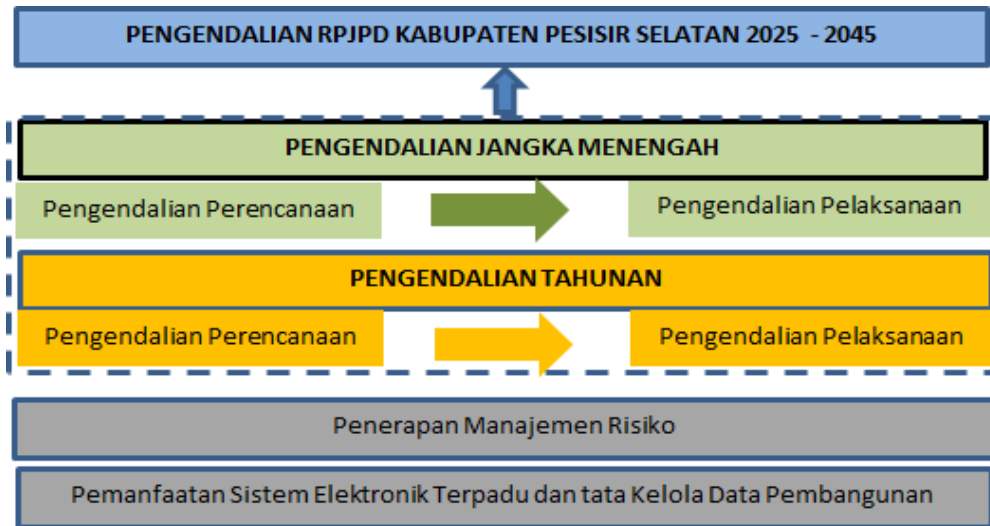 PENGENDALIAN RPJPD KABUPATEN PESISIR SELATAN 2025 - 2045
PENGENDALIAN JANGKA MENENGAH
Pengendalian Perencanaan
Pengendalian Pelaksanaan
PENGENDALIAN TAHUNAN
Pengendalian Perencanaan
Pengendalian Pelaksanaan
Penerapan Manajemen Risiko
Pemanfaatan Sistem Elektronik Terpadu dan tata Kelola Data Pembangunan